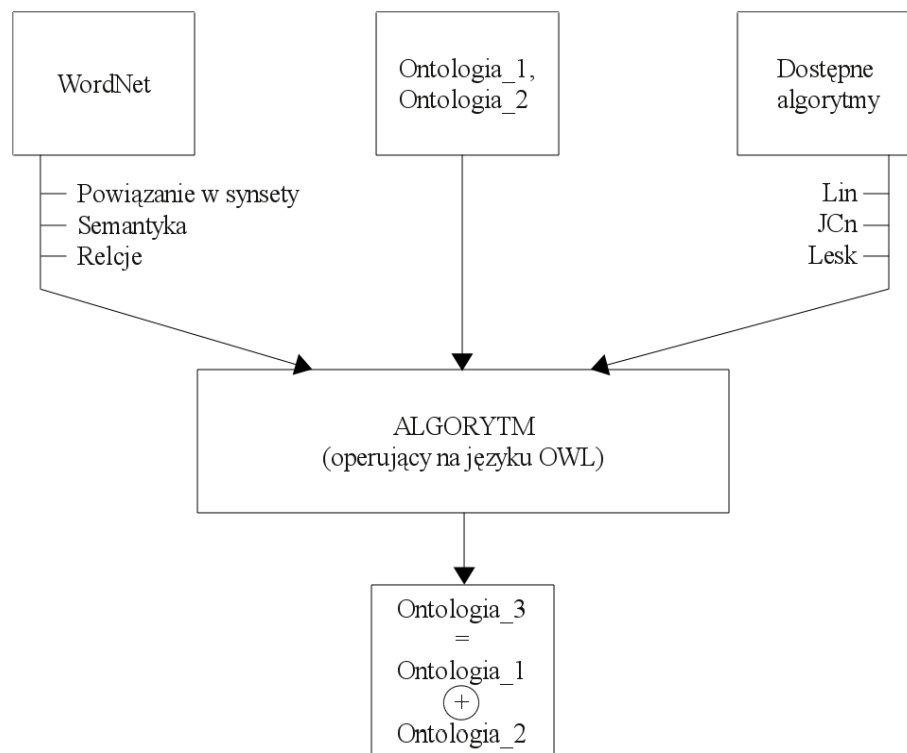 WordNet
Ontologia_1,
Ontologia_2
Dostępne
algorytmy
Powiązanie w synsety
Semantyka
Relcje
Lin
JCn
Lesk
ALGORYTM
(operujący na języku OWL)
Ontologia_3
=
Ontologia_1
+
Ontologia_2